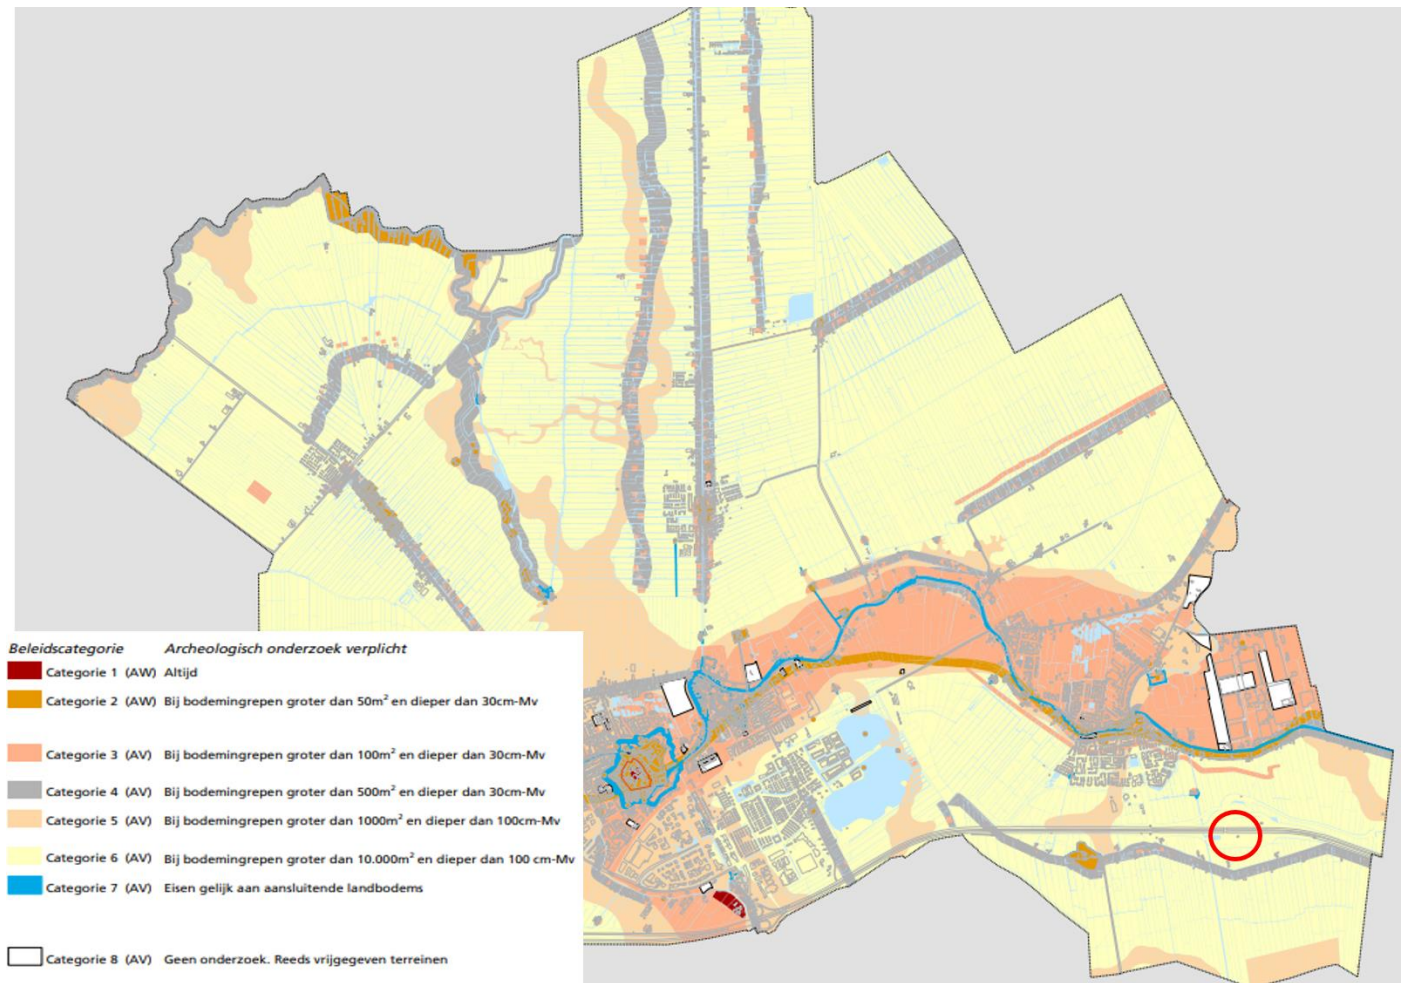 Beleidscategorie Archeologisch onderzoek verplicht
Categorie 1 (AW) Altijd
Categorie 2 (AW) Bij bodemingrepen groter dan 50m² en dieper dan 30cm-Mv
Categorie 3 (AV) Bij bodemingrepen groter dan 100m² en dieper dan 30cm-Mv
Categorie 4 (AV) Bij bodemingrepen groter dan 500m² en dieper dan 30cm-Mv
Categorie 5 (AV) Bij bodemingrepen groter dan 1000m² en dieper dan 100cm-Mv
Categorie 6 (AV) Bij bodemingrepen groter dan 10.000m² en dieper dan 100 cm-Mv
Categorie 7 (AV) Eisen gelijk aan aansluitende landbodems
Categorie 8 (AV) Geen onderzoek. Reeds vrijgegeven terreinen